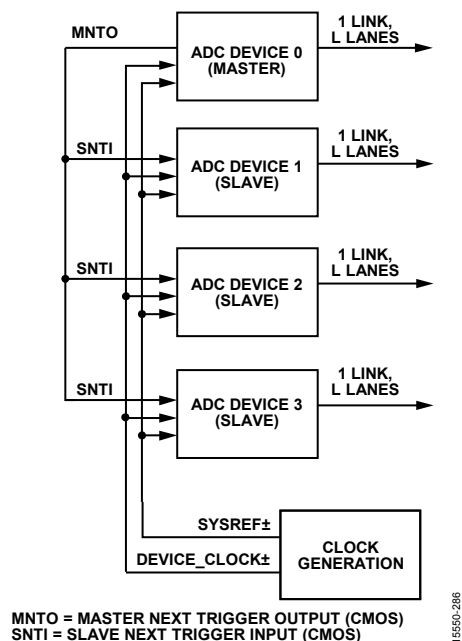 MNTO
ADC DEVICE 0
(MASTER)
1 LINK,
L LANES
SNTI
ADC DEVICE 1
(SLAVE)
1 LINK,
L LANES
SNTI
ADC DEVICE 2
(SLAVE)
1 LINK,
L LANES
SNTI
ADC DEVICE 3
(SLAVE)
1 LINK,
L LANES
SYSREF±
DEVICE_CLOCK±
CLOCK
GENERATION
MNTO = MASTER NEXT TRIGGER OUTPUT (CMOS)
SNTI = SLAVE NEXT TRIGGER INPUT (CMOS)